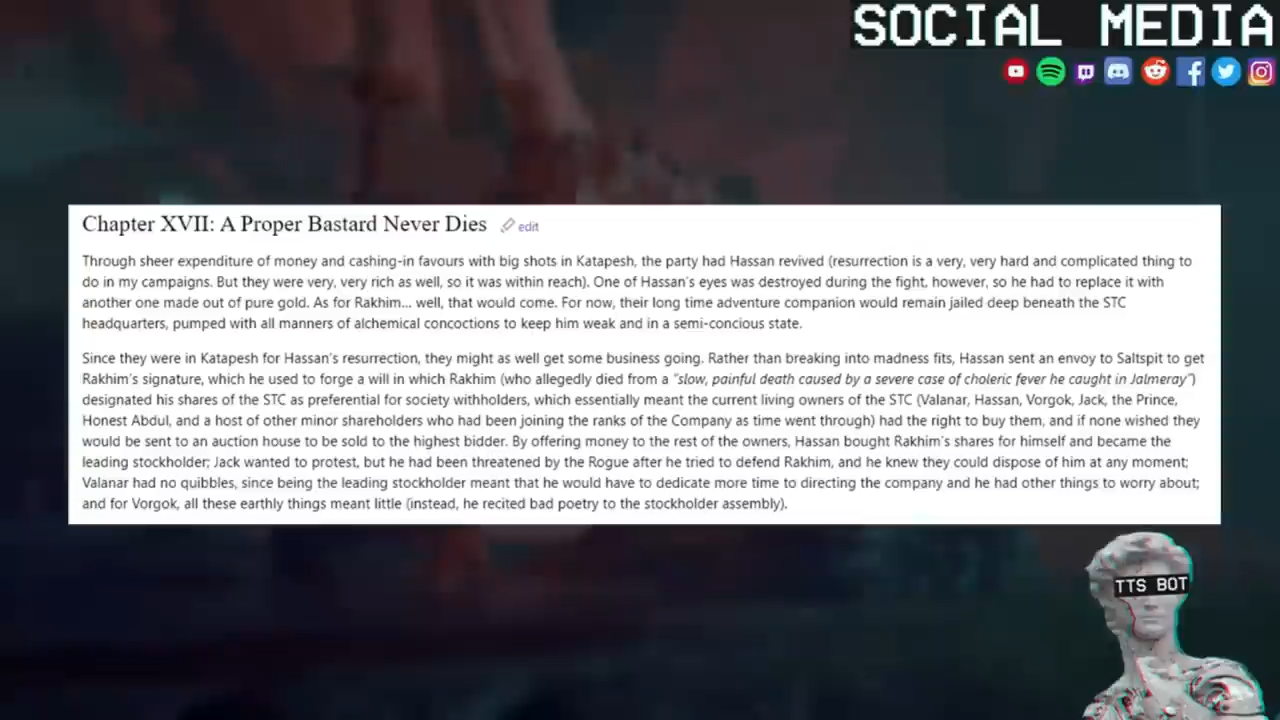 SOCIAL MEDIA
Chapter XVII: A Proper Bastard Never Dies edit
Through sheer expenditure of money and cashing-in favours with big shots in Katapesh, the party had Hassan revived (resurrection is a very, very hard and complicated thing to
do in my campaigns. But they were very, very rich as well, so it was within reach). One of Hassan's eyes was destroyed during the fight, however, so he had to replace it with
another one made out of pure gold. As for Rakhim... well, that would come. For now, their long time adventure companion would remain jailed deep beneath the STC
headquarters, pumped with all manners of alchemical concoctions to keep him weak and in a semi-concious state.
Since they were in Katapesh for Hassan's resurrection, they might as well get some business going. Rather than breaking into madness fits, Hassan sent an envoy to Saltspit to get
Rakhim's signature, which he used to forge a will in which Rakhim (who allegedly died from a "slow, painful death caused by a severe case of choleric fever he caught in Jalmeray")
designated his shares of the STC as preferential for society withholders, which essentially meant the current living owners of the STC (Valanar, Hassan, Vorgok, Jack, the Prince,
Honest Abdul, and a host of other minor shareholders who had been joining the ranks of the Company as time went through) had the right to buy them, and if none wished they
would be sent to an auction house to be sold to the highest bidder. By offering money to the rest of the owners, Hassan bought Rakhim's shares for himself and became the
leading stockholder; Jack wanted to protest, but he had been threatened by the Rogue after he tried to defend Rakhim, and he knew they could dispose of him at any moment;
Valanar had no quibbles, since being the leading stockholder meant that he would have to dedicate more time to directing the company and he had other things to worry about;
and for Vorgok, all these earthly things meant little (instead, he recited bad poetry to the stockholder assembly).
TTS BOT